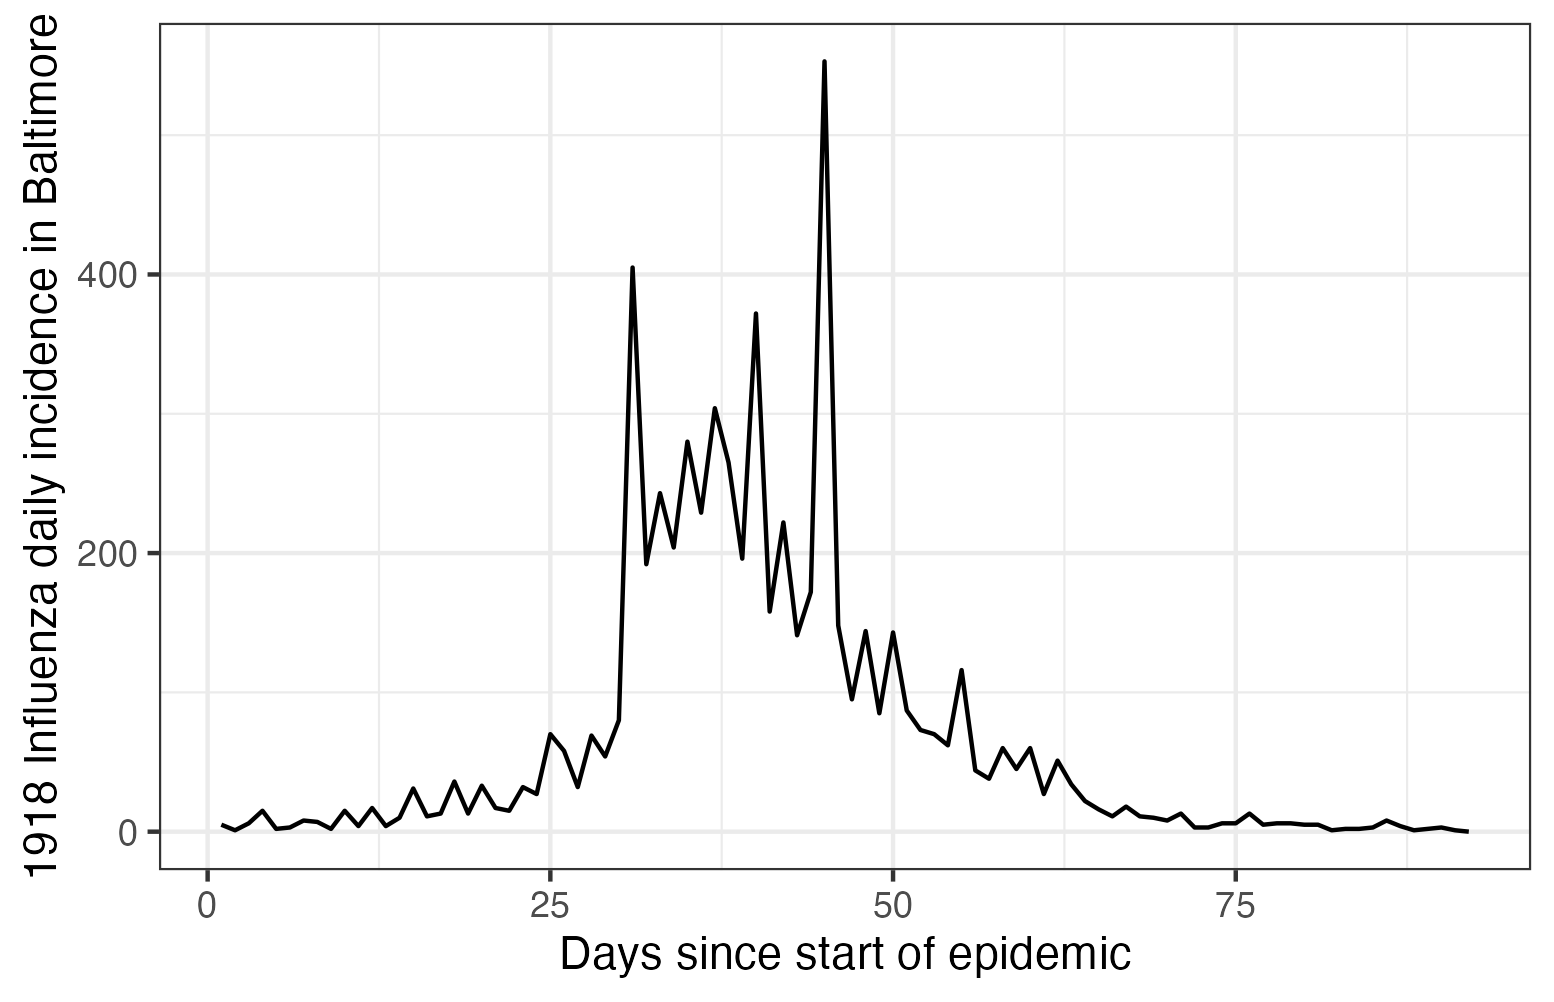 1918 Influenza daily incidence in Baltimore
400
200
0
0 25 50 75
Days since start of epidemic